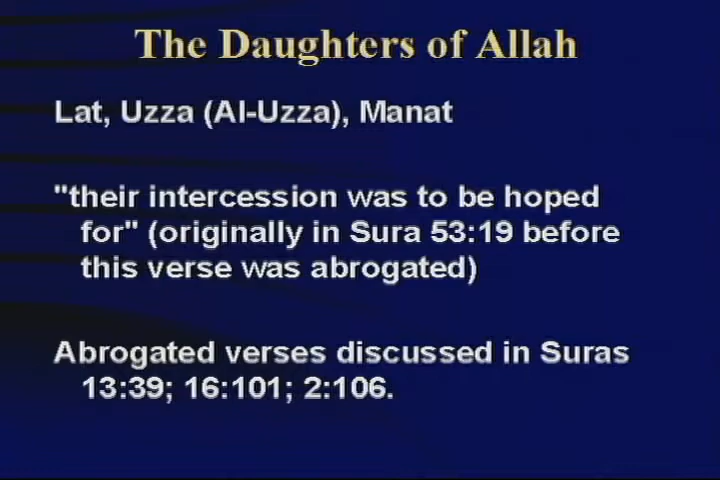 The Daughters of Allah
Lat, Uzza (Al-Uzza), Manat
"their intercession was to be hoped
for" (originally in Sura 53:19 before
this verse was abrogated)
Abrogated verses discussed in Suras
13:39; 16:101; 2:106.